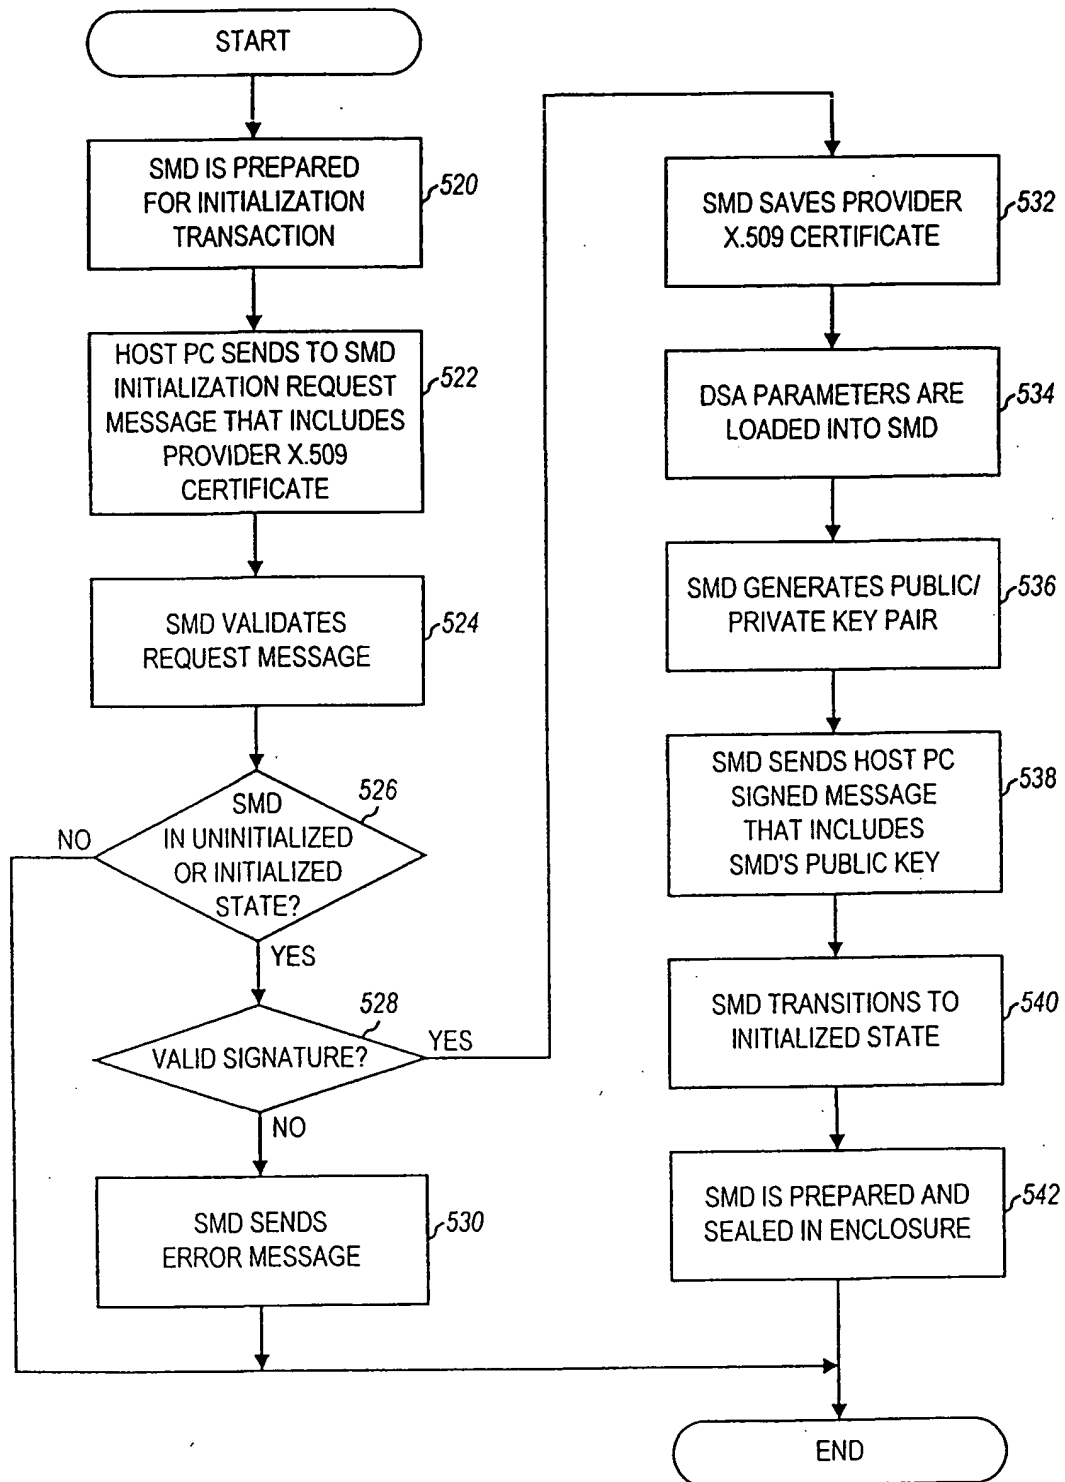 START
SMD IS PREPARED
FOR INITIALIZATION
TRANSACTION
520
HOST PC SENDS TO SMD
INITIALIZATION REQUEST
MESSAGE THAT INCLUDES
PROVIDER X.509
CERTIFICATE
522
SMD VALIDATES
REQUEST MESSAGE
524
SMD
IN UNINITIALIZED
OR INITIALIZED
STATE?
526
NO
YES
VALID SIGNATURE?
528
YES
NO
SMD SENDS
ERROR MESSAGE
530
SMD SAVES PROVIDER
X.509 CERTIFICATE
532
DSA PARAMETERS ARE
LOADED INTO SMD
534
SMD GENERATES PUBLIC/
PRIVATE KEY PAIR
536
SMD SENDS HOST PC
SIGNED MESSAGE
THAT INCLUDES
SMD'S PUBLIC KEY
538
SMD TRANSITIONS TO
INITIALIZED STATE
540
SMD IS PREPARED AND
SEALED IN ENCLOSURE
542
END